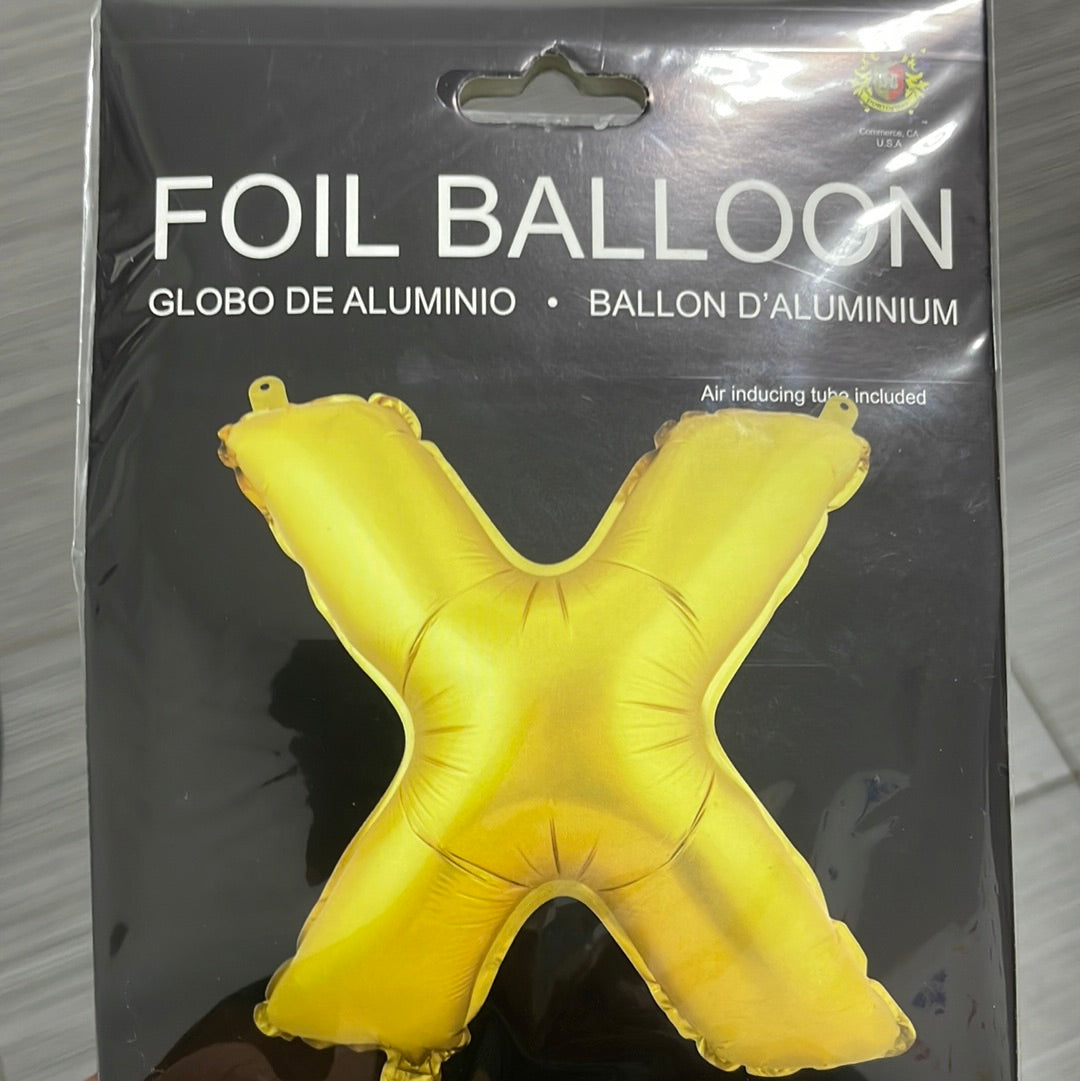 Commerce, CA
U.S.A.
FOIL BALLOON
GLOBO DE ALUMINIO • BALLON D'ALUMINIUM
Air inducing tube included
X